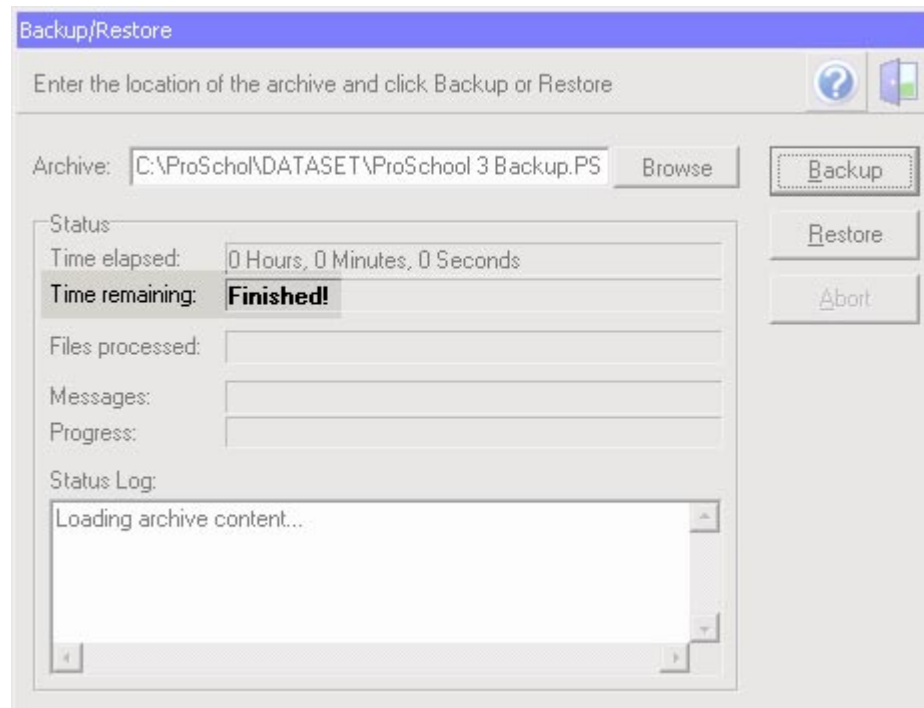 Backup/Restore
Enter the location of the archive and click Backup or Restore
Archive: C:\ProSchol\DATASET\ProSchool 3 Backup.PS Browse Backup
Status
Restore
Time elapsed: 0 Hours, 0 Minutes, 0 Seconds
Time remaining: Finished!
Abort
Files processed:
Messages:
Progress:
Status Log:
Loading archive content...